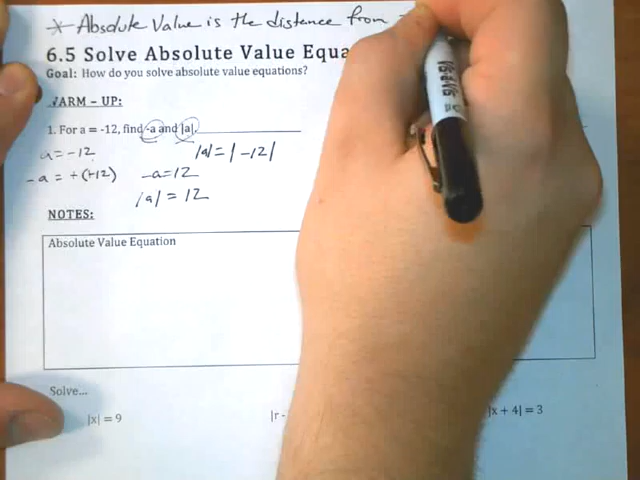 * Absolute Value is the distance from
6.5 Solve Absolute Value Equa
Goal: How do you solve absolute value equations?
WARM – UP:
1. For a = -12, find -a and |a|.
a = -12 |a| = | -12 |
-a = +(+12) -a = 12
|a| = 12
NOTES:
Absolute Value Equation
Solve...
|x| = 9 |r - |x + 4| = 3